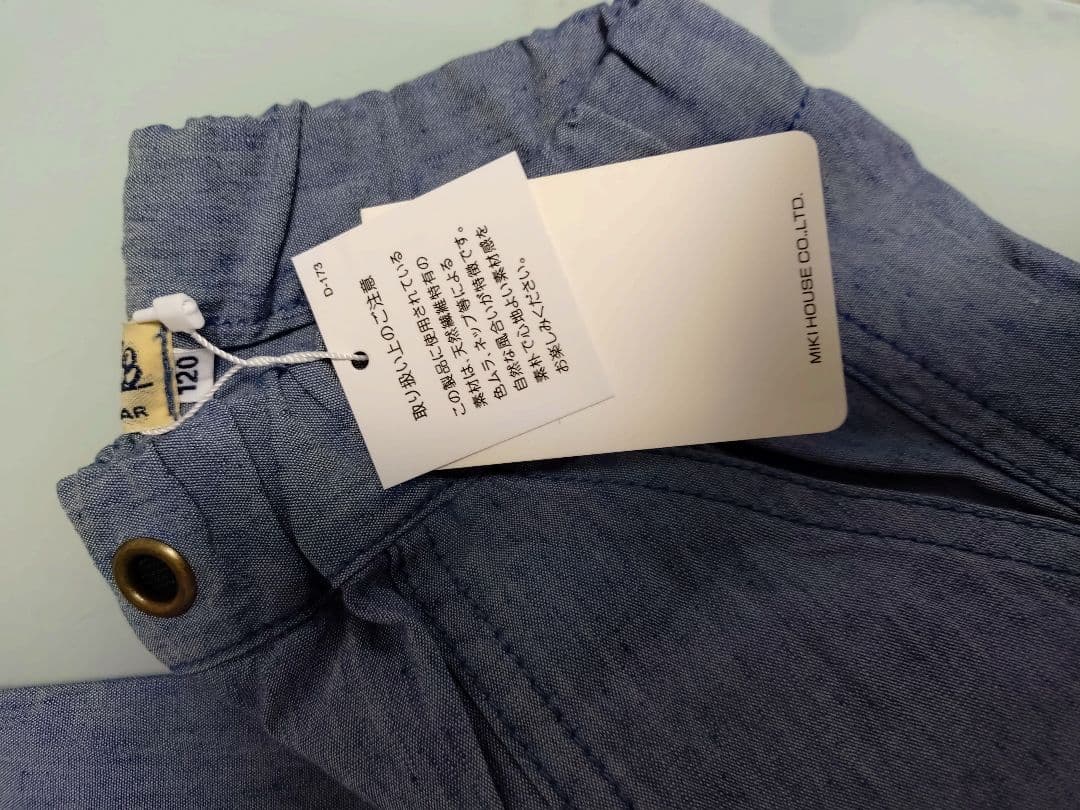 D-173
取り扱い上のご注意
この製品に使用されている
素材は、天然繊維特有の
色ムラ、ネップ等による
自然な風合いが特徴です。
素朴で心地よい素材感を
お楽しみください。
MIKI HOUSE CO.,LTD.
120
AR